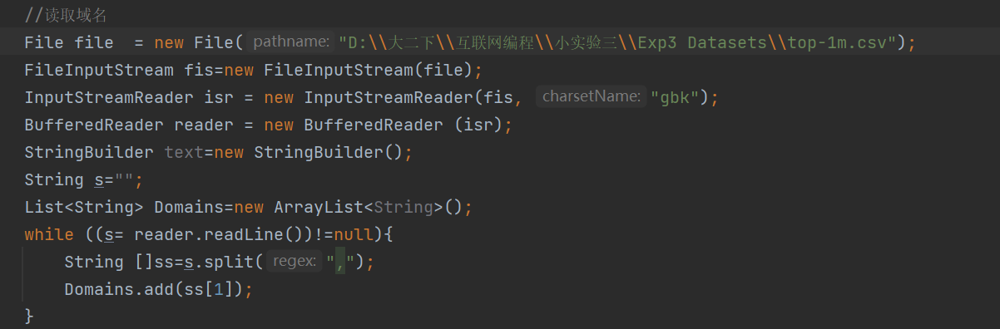 //读取域名
File file  = new File( pathname: "D:\\大二下\\互联网编程\\小实验三\\Exp3 Datasets\\top-1m.csv");
FileInputStream fis=new FileInputStream(file);
InputStreamReader isr = new InputStreamReader(fis, charsetName: "gbk");
BufferedReader reader = new BufferedReader (isr);
StringBuilder text=new StringBuilder();
String s="";
List<String> Domains=new ArrayList<String>();
while ((s= reader.readLine())!=null){
    String []ss=s.split( regex: ",");
    Domains.add(ss[1]);
}